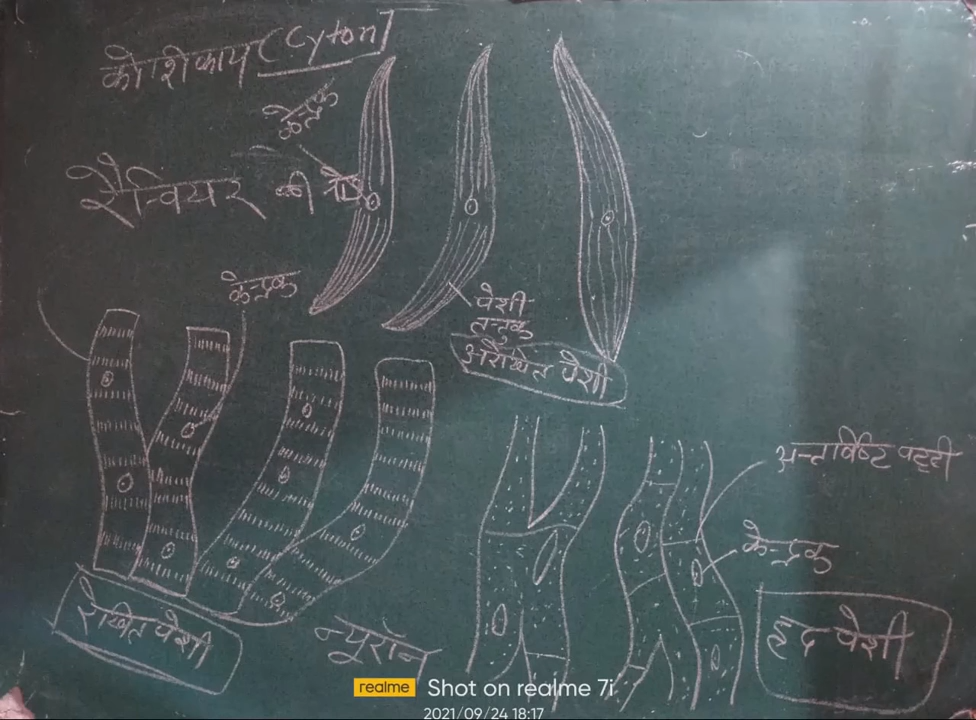 कोशिकाय (Cyton)
केन्द्रक
रैन्वियर की नोड
केन्द्रक
पेशी
तन्तुक
अरेखित पेशी
अन्तर्विष्ट पट्टी
केन्द्रक
रेखित पेशी
न्यूरॉन
हृद पेशी
realme Shot on realme 7i
2021/09/24 18:17